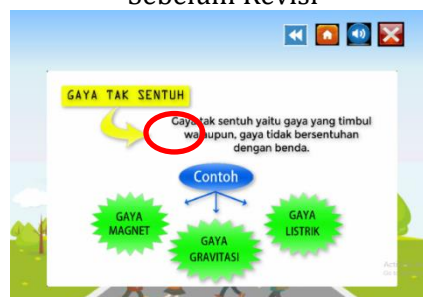 Sebelum Revisi
GAYA TAK SENTUH
Gaya tak sentuh yaitu gaya yang timbul
walaupun, gaya tidak bersentuhan
dengan benda.
Contoh
GAYA
MAGNET
GAYA
GRAVITASI
GAYA
LISTRIK